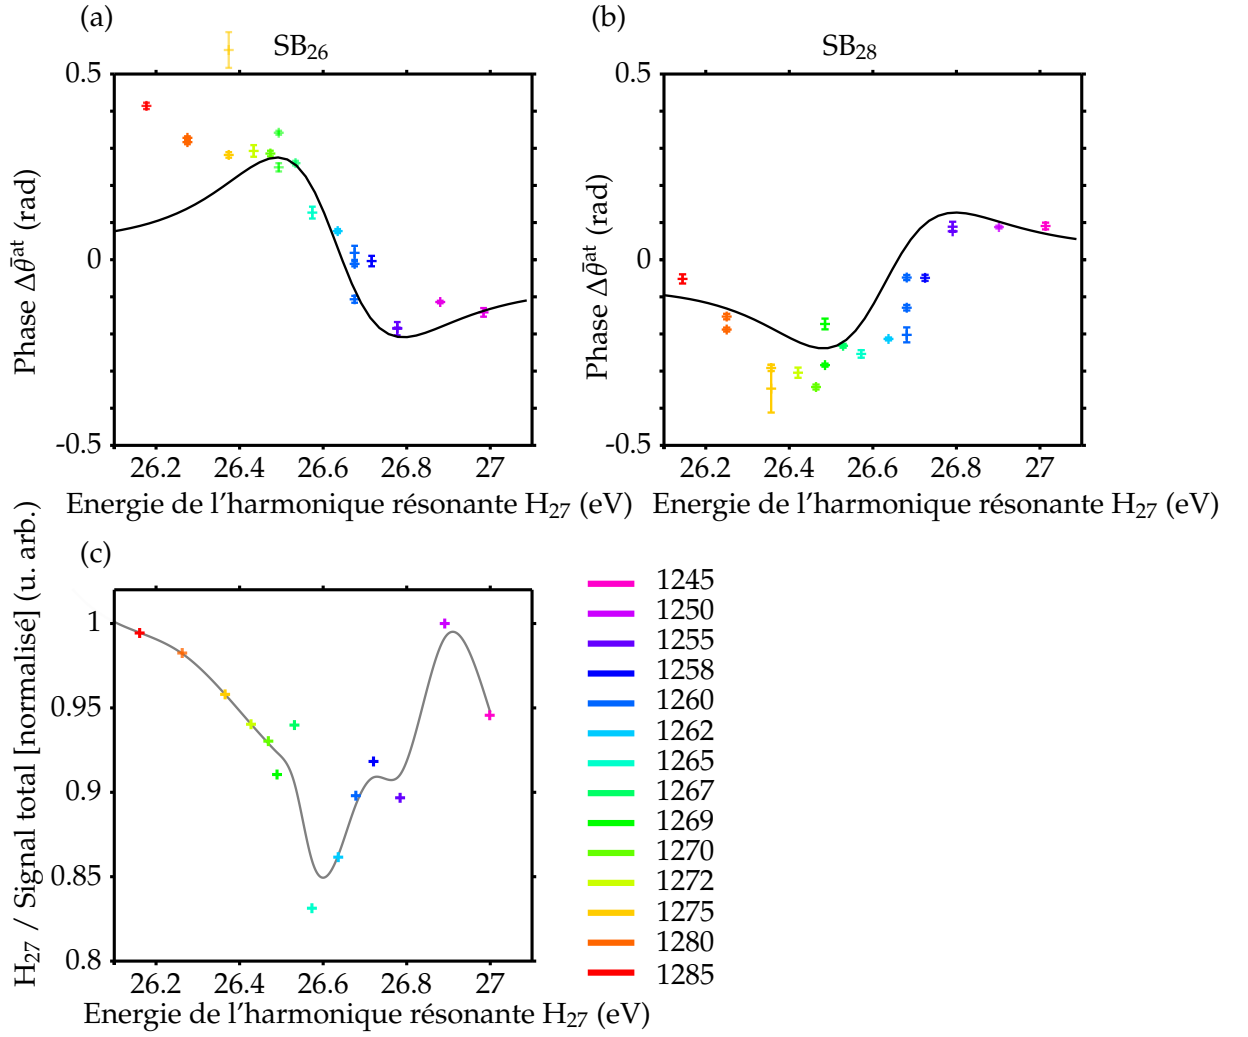 (a)
SB26
0.5
0
-0.5
Phase Δθ̄ᵃᵗ (rad)
26.2 26.4 26.6 26.8 27
Energie de l'harmonique résonante H27 (eV)
(b)
SB28
0.5
0
-0.5
Phase Δθ̄ᵃᵗ (rad)
26.2 26.4 26.6 26.8 27
Energie de l'harmonique résonante H27 (eV)
(c)
H27 / Signal total [normalisé] (u. arb.)
1
0.95
0.9
0.85
0.8
26.2 26.4 26.6 26.8 27
Energie de l'harmonique résonante H27 (eV)
1245
1250
1255
1258
1260
1262
1265
1267
1269
1270
1272
1275
1280
1285